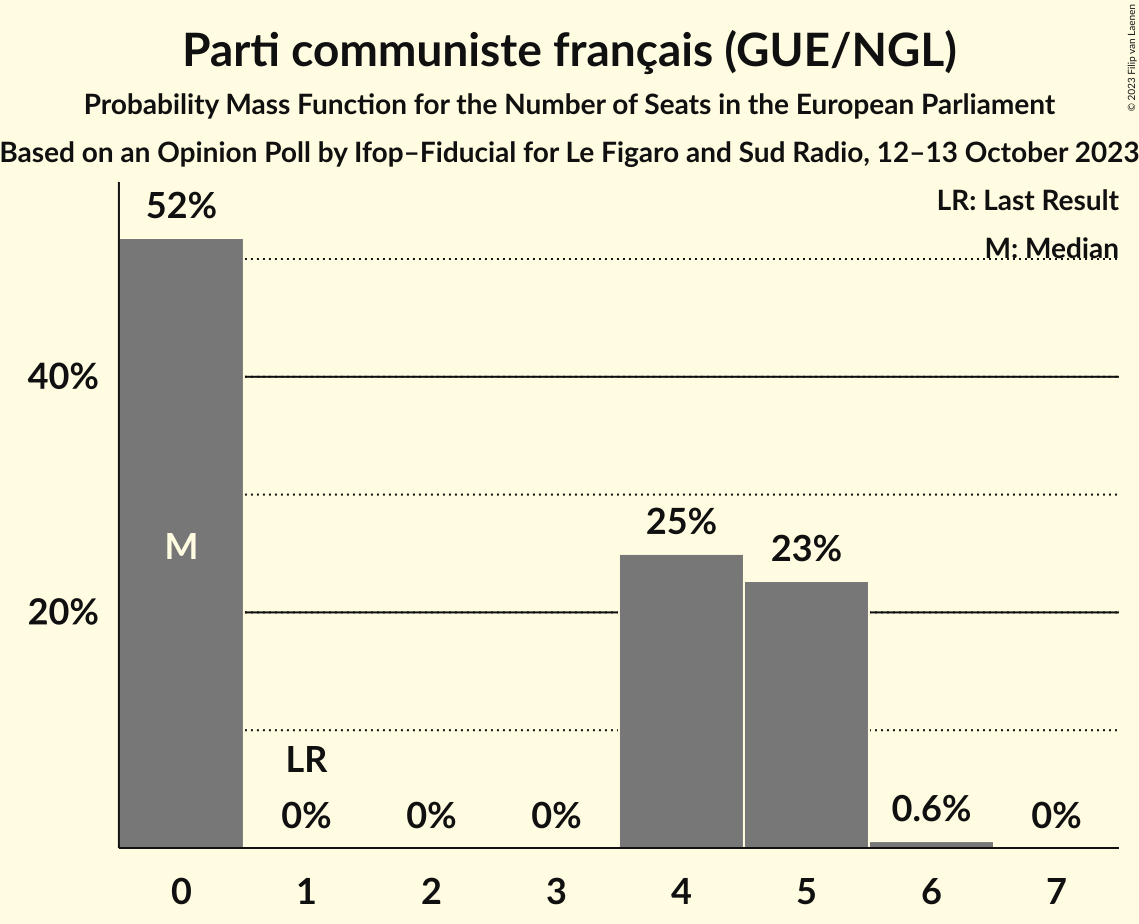 Parti communiste français (GUE/NGL)
Probability Mass Function for the Number of Seats in the European Parliament
Based on an Opinion Poll by Ifop–Fiducial for Le Figaro and Sud Radio, 12–13 October 2023
© 2023 Filip van Laenen
LR: Last Result
M: Median
52%
40%
25%
23%
M
20%
LR
0%
0%
0%
0.6%
0%
0
1
2
3
4
5
6
7